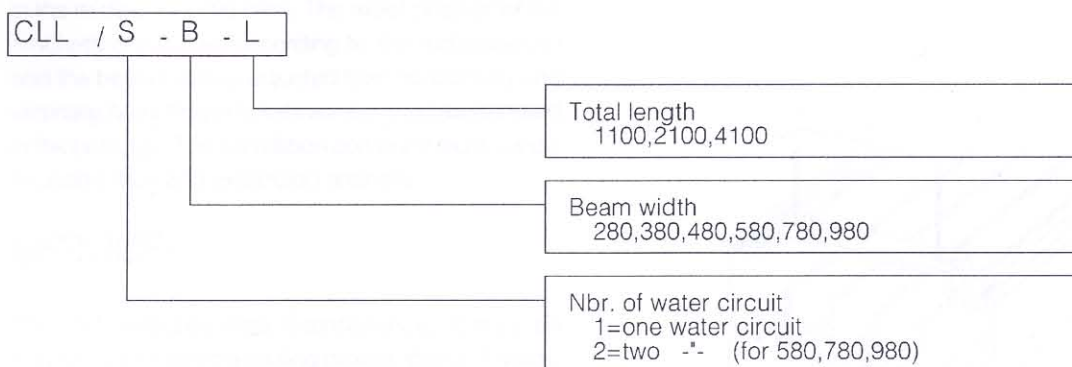 CLL / S - B - L
Total length
1100,2100,4100
Beam width
280,380,480,580,780,980
Nbr. of water circuit
1=one water circuit
2=two -"- (for 580,780,980)